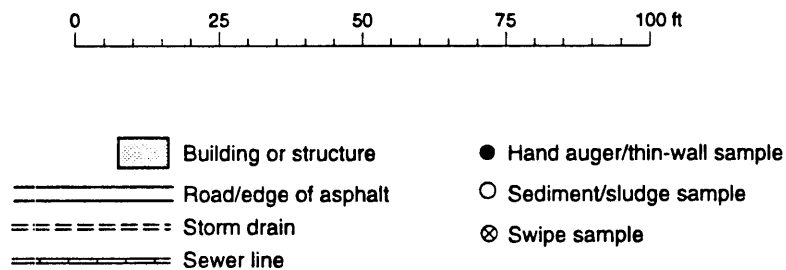 0 25 50 75 100 ft
Building or structure
Road/edge of asphalt
Storm drain
Sewer line
Hand auger/thin-wall sample
Sediment/sludge sample
Swipe sample